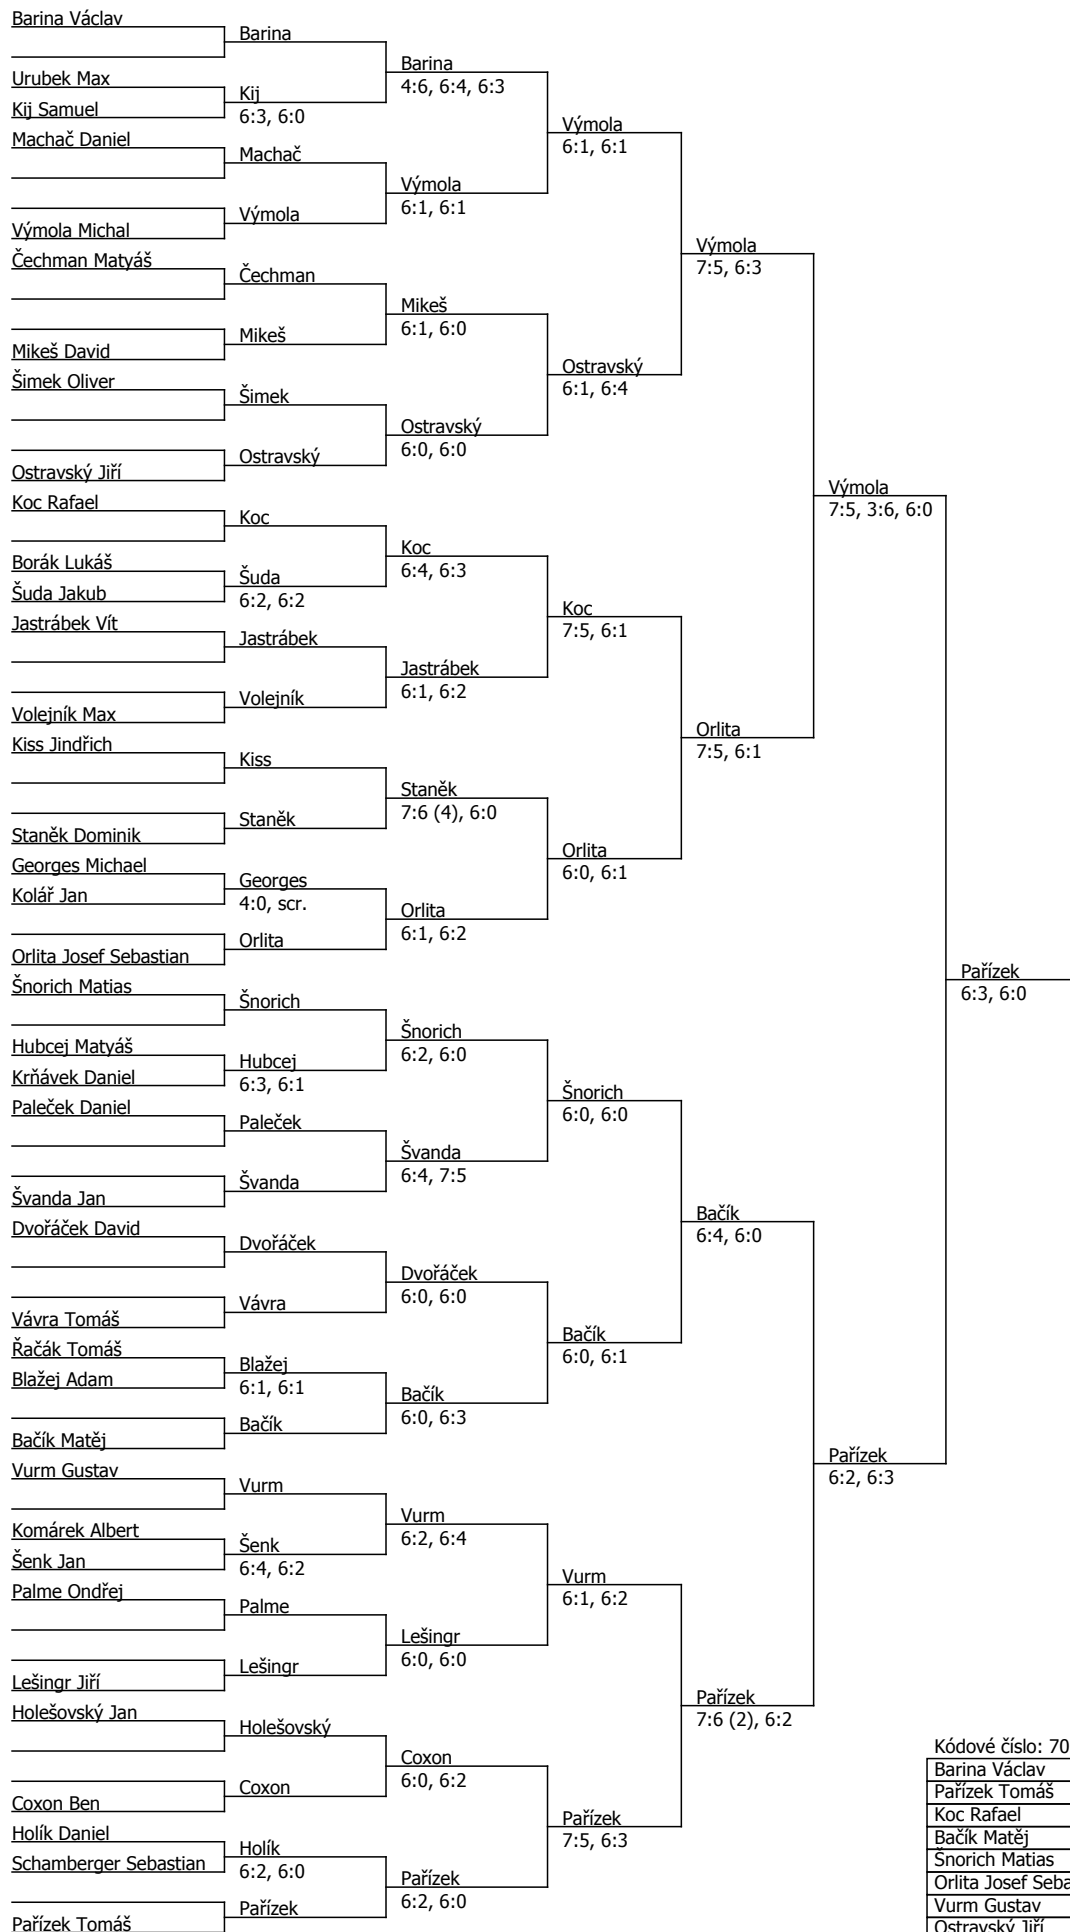 Barina Václav
Urubek Max
Kij Samuel
Machač Daniel
Výmola Michal
Čechman Matyáš
Mikeš David
Šimek Oliver
Ostravský Jiří
Koc Rafael
Borák Lukáš
Šuda Jakub
Jastrábek Vít
Volejník Max
Kiss Jindřich
Staněk Dominik
Georges Michael
Kolář Jan
Orlita Josef Sebastian
Šnorich Matias
Hubcej Matyáš
Krňávek Daniel
Paleček Daniel
Švanda Jan
Dvořáček David
Vávra Tomáš
Řačák Tomáš
Blažej Adam
Bačík Matěj
Vurm Gustav
Komárek Albert
Šenk Jan
Palme Ondřej
Lešingr Jiří
Holešovský Jan
Coxon Ben
Holík Daniel
Schamberger Sebastian
Pařízek Tomáš
Barina
Kij
6:3, 6:0
Machač
Výmola
Čechman
Mikeš
Šimek
Ostravský
Koc
Šuda
6:2, 6:2
Jastrábek
Volejník
Kiss
Staněk
Georges
4:0, scr.
Orlita
Šnorich
Hubcej
6:3, 6:1
Paleček
Švanda
Dvořáček
Vávra
Blažej
6:1, 6:1
Bačík
Vurm
Šenk
6:4, 6:2
Palme
Lešingr
Holešovský
Coxon
Holík
6:2, 6:0
Pařízek
Barina
4:6, 6:4, 6:3
Výmola
6:1, 6:1
Mikeš
6:1, 6:0
Ostravský
6:0, 6:0
Koc
6:4, 6:3
Jastrábek
6:1, 6:2
Staněk
7:6 (4), 6:0
Orlita
6:1, 6:2
Šnorich
6:2, 6:0
Švanda
6:4, 7:5
Dvořáček
6:0, 6:0
Bačík
6:0, 6:3
Vurm
6:2, 6:4
Lešingr
6:0, 6:0
Coxon
6:0, 6:2
Pařízek
6:2, 6:0
Výmola
6:1, 6:1
Ostravský
6:1, 6:4
Koc
7:5, 6:1
Orlita
6:0, 6:1
Šnorich
6:0, 6:0
Bačík
6:0, 6:1
Vurm
6:1, 6:2
Pařízek
7:5, 6:3
Výmola
7:5, 6:3
Orlita
7:5, 6:1
Bačík
6:4, 6:0
Pařízek
7:6 (2), 6:2
Výmola
7:5, 3:6, 6:0
Pařízek
6:2, 6:3
Pařízek
6:3, 6:0
Kódové číslo: 70
Barina Václav
Pařízek Tomáš
Koc Rafael
Bačík Matěj
Šnorich Matias
Orlita Josef Seba
Vurm Gustav
Ostravský Jiří